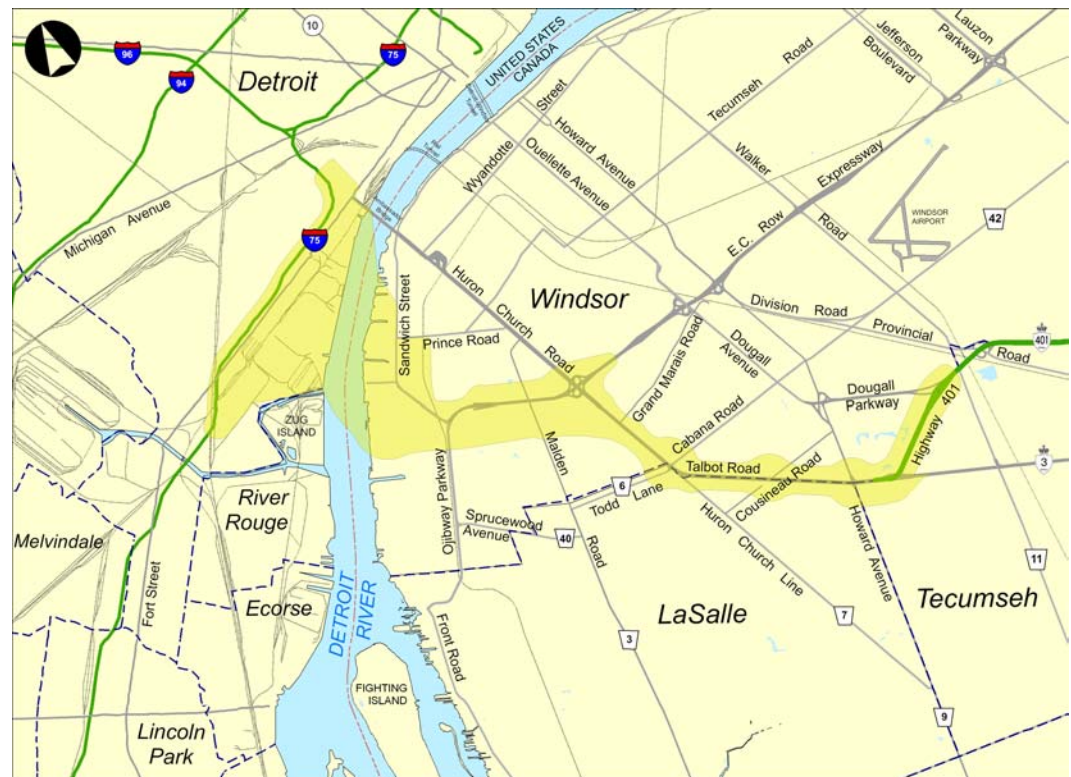 96
94
10
75
Detroit
UNITED STATES
CANADA
Jefferson
Boulevard
Lauzon
Parkway
Tecumseh Road
Wyandotte Street
Howard Avenue
Ouellette Avenue
Walker Road
E.C. Row Expressway
WINDSOR
AIRPORT
42
Michigan Avenue
75
Huron Church Road
Windsor
Sandwich Street
Prince Road
Division Road
Provincial Road
401
Grand Marais Road
Dougall Avenue
Dougall
Parkway
Highway 401
ZUG
ISLAND
Malden Road
Cabana Road
Talbot Road
3
Ojibway Parkway
6
Todd Lane
Cousineau Road
River
Rouge
Melvindale
Sprucewood
Avenue
40
Huron Church Line
Howard Avenue
11
Fort Street
Ecorse
DETROIT
RIVER
LaSalle
Tecumseh
7
3
Front Road
FIGHTING
ISLAND
9
Lincoln
Park